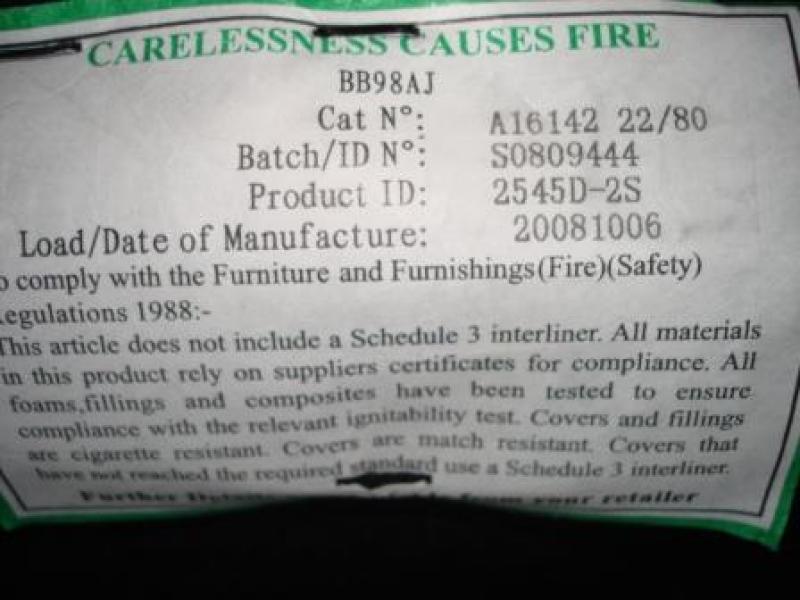 CARELESSNESS CAUSES FIRE
BB98AJ
Cat N°: A16142 22/80
Batch/ID N°: S0809444
Product ID: 2545D-2S
Load/Date of Manufacture: 20081006
o comply with the Furniture and Furnishings(Fire)(Safety)
egulations 1988:-
This article does not include a Schedule 3 interliner. All materials
in this product rely on suppliers certificates for compliance. All
foams,fillings and composites have been tested to ensure
compliance with the relevant ignitability test. Covers and fillings
are cigarette resistant. Covers are match resistant. Covers that
have not reached the required standard use a Schedule 3 interliner.
Further from your retailer